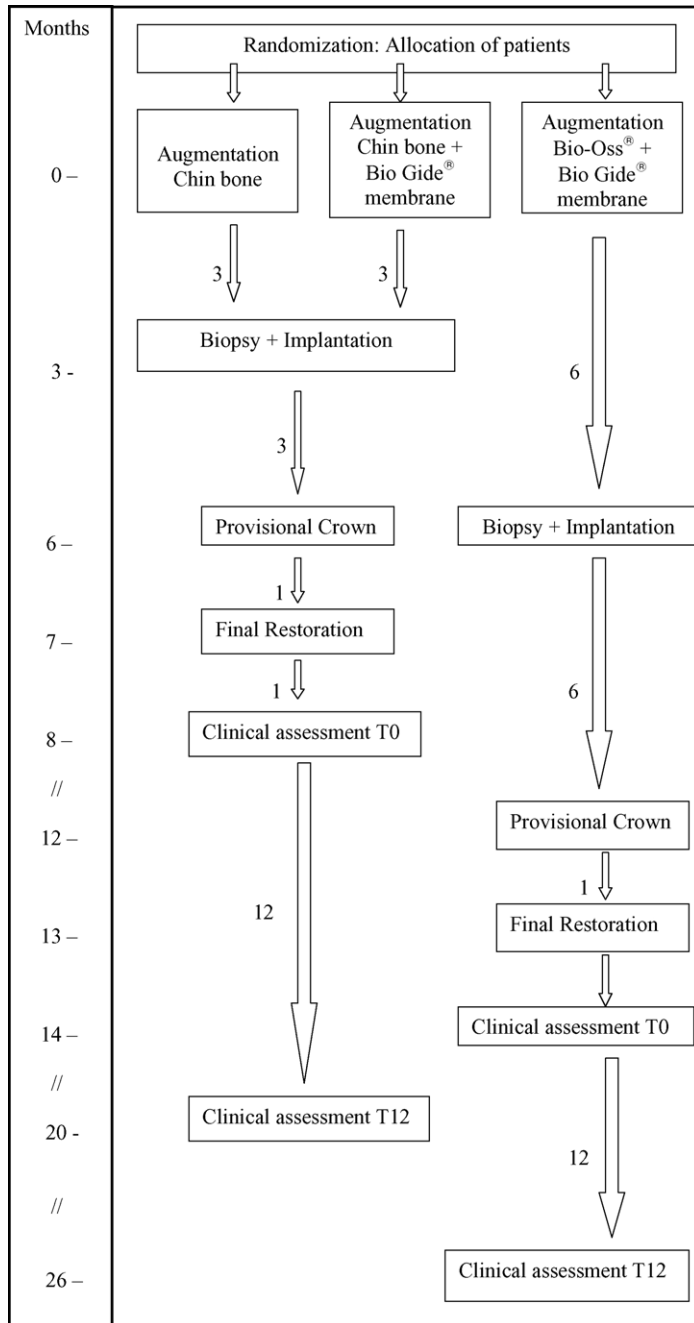 Months
Randomization: Allocation of patients
0 –
Augmentation
Chin bone
Augmentation
Chin bone +
Bio Gide®
membrane
Augmentation
Bio-Oss® +
Bio Gide®
membrane
3
3
Biopsy + Implantation
3 -
6
3
Provisional Crown
Biopsy + Implantation
6 –
1
Final Restoration
7 –
1
6
Clinical assessment T0
8 –
//
Provisional Crown
12 –
1
12
Final Restoration
13 –
Clinical assessment T0
14 –
//
Clinical assessment T12
20 -
12
//
Clinical assessment T12
26 –